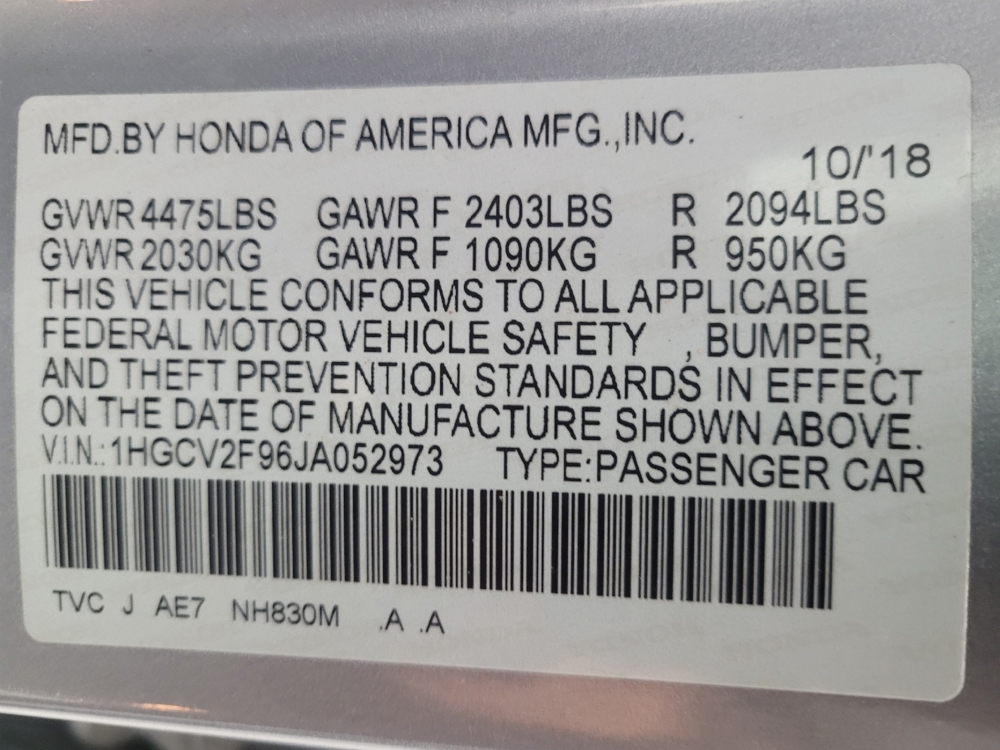 MFD.BY HONDA OF AMERICA MFG.,INC.
10/'18
GVWR 4475LBS GAWR F 2403LBS R 2094LBS
GVWR 2030KG GAWR F 1090KG R 950KG
THIS VEHICLE CONFORMS TO ALL APPLICABLE
FEDERAL MOTOR VEHICLE SAFETY , BUMPER,
AND THEFT PREVENTION STANDARDS IN EFFECT
ON THE DATE OF MANUFACTURE SHOWN ABOVE.
V.I.N.:1HGCV2F96JA052973 TYPE:PASSENGER CAR
TVC J AE7 NH830M .A .A